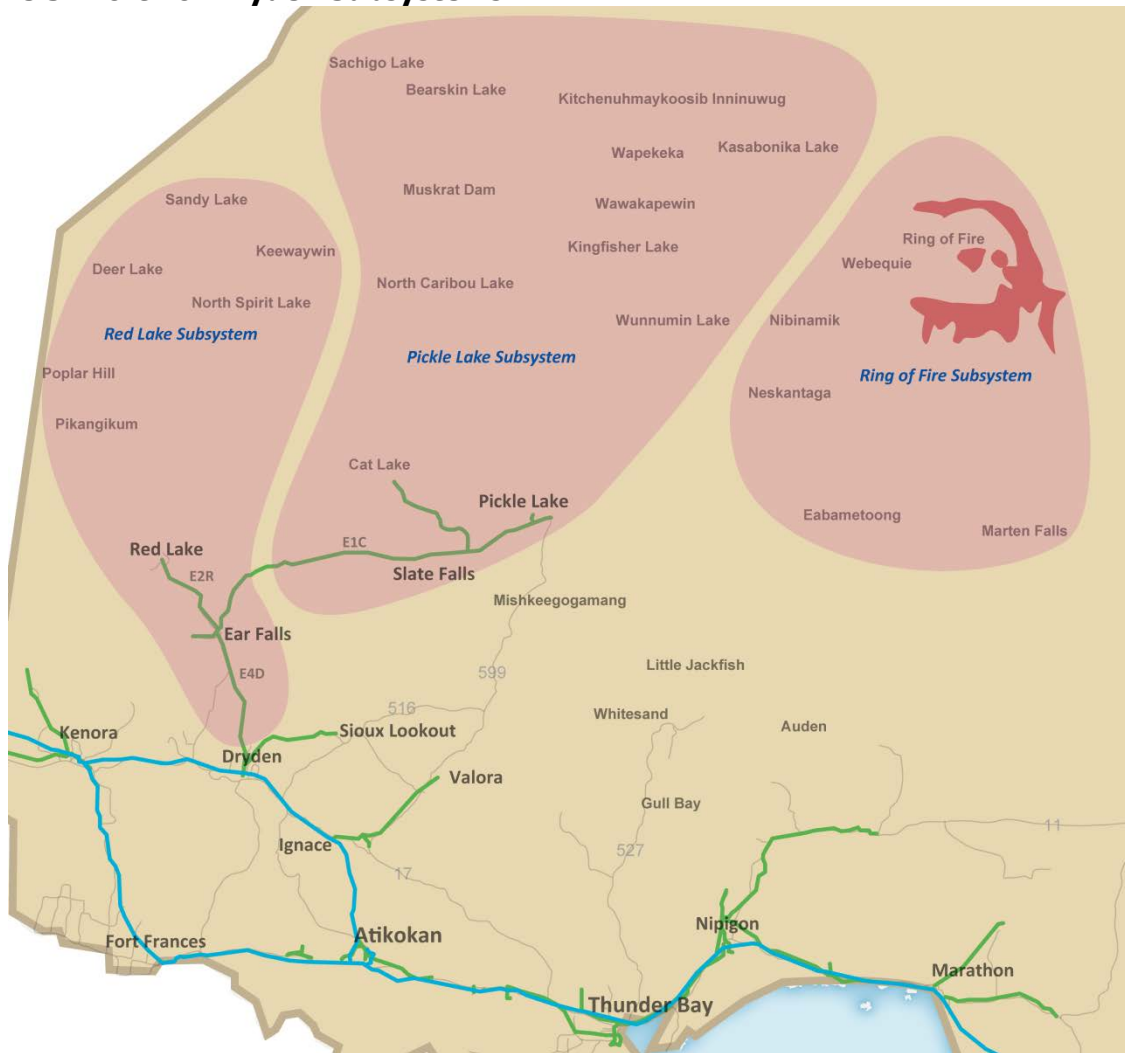 Sachigo Lake
Bearskin Lake
Kitchenuhmaykoosib Inninuwug
Wapekeka
Kasabonika Lake
Sandy Lake
Muskrat Dam
Wawakapewin
Keewaywin
Kingfisher Lake
Ring of Fire
Deer Lake
Webequie
North Caribou Lake
North Spirit Lake
Red Lake Subsystem
Wunnumin Lake
Nibinamik
Pickle Lake Subsystem
Ring of Fire Subsystem
Poplar Hill
Neskantaga
Pikangikum
Cat Lake
Pickle Lake
Eabametoong
Marten Falls
Red Lake
E1C
E2R
Slate Falls
Mishkeegogamang
Ear Falls
Little Jackfish
E4D
599
516
Whitesand
Auden
Kenora
Sioux Lookout
Dryden
Valora
Gull Bay
11
Ignace
527
17
Nipigon
Fort Frances
Atikokan
Marathon
Thunder Bay